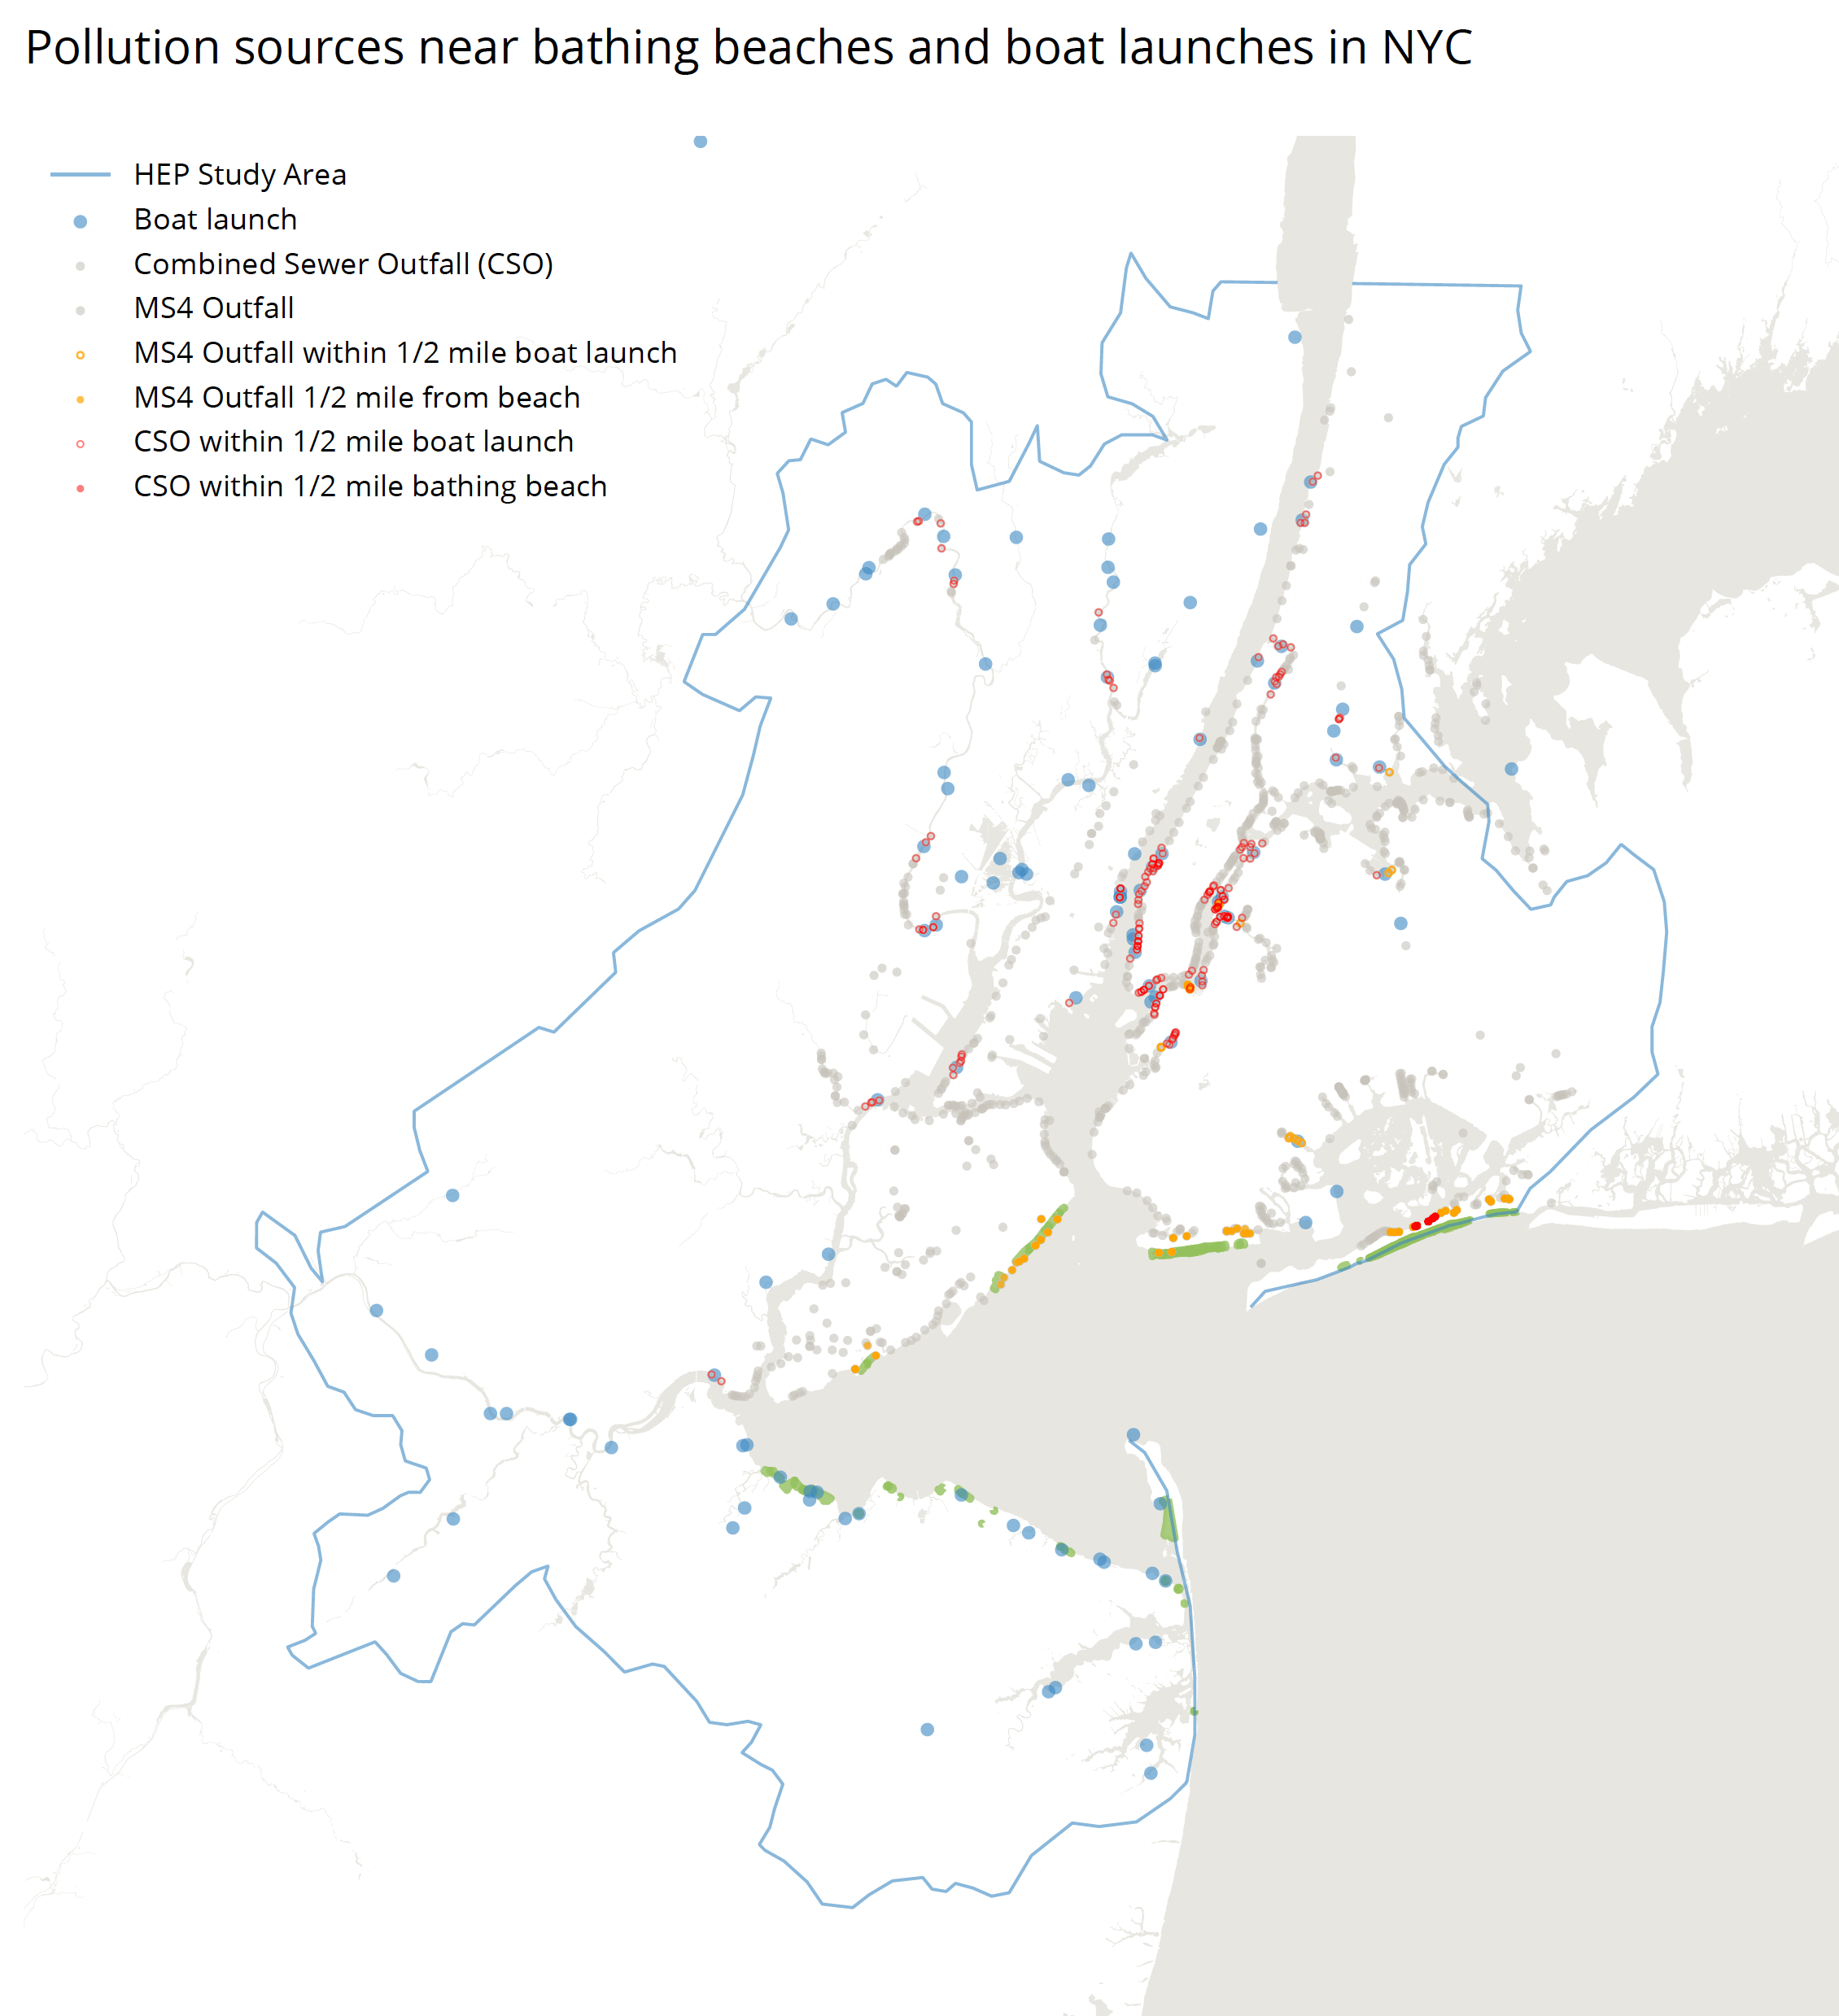 Pollution sources near bathing beaches and boat launches in NYC
HEP Study Area
Boat launch
Combined Sewer Outfall (CSO)
MS4 Outfall
MS4 Outfall within 1/2 mile boat launch
MS4 Outfall 1/2 mile from beach
CSO within 1/2 mile boat launch
CSO within 1/2 mile bathing beach